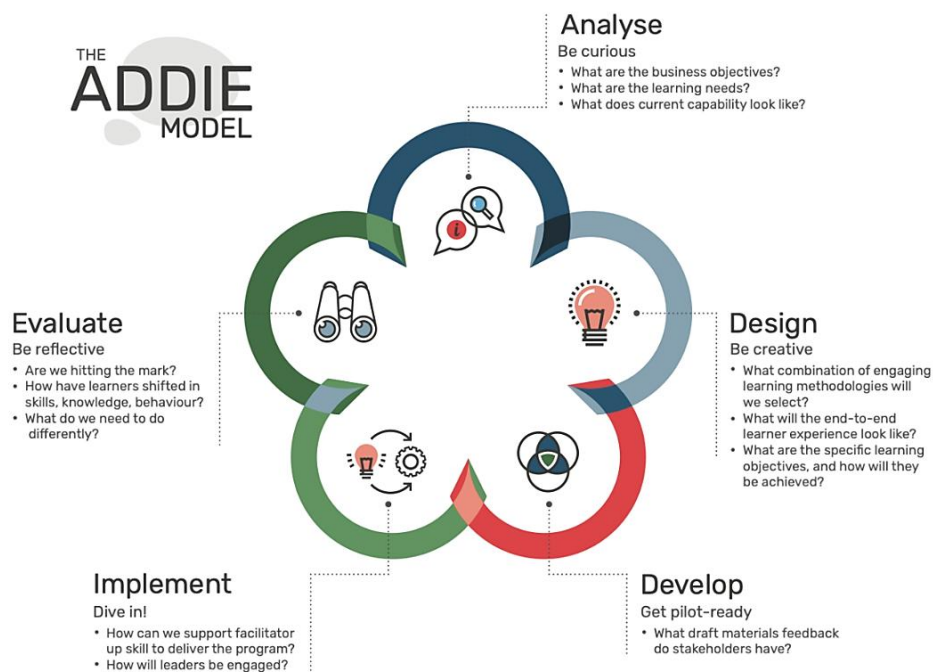 THE
ADDIE
MODEL
Analyse
Be curious
• What are the business objectives?
• What are the learning needs?
• What does current capability look like?
Design
Be creative
• What combination of engaging
learning methodologies will
we select?
• What will the end-to-end
learner experience look like?
• What are the specific learning
objectives, and how will they
be achieved?
Develop
Get pilot-ready
• What draft materials feedback
do stakeholders have?
Implement
Dive in!
• How can we support facilitator
up skill to deliver the program?
• How will leaders be engaged?
Evaluate
Be reflective
• Are we hitting the mark?
• How have learners shifted in
skills, knowledge, behaviour?
• What do we need to do
differently?
i